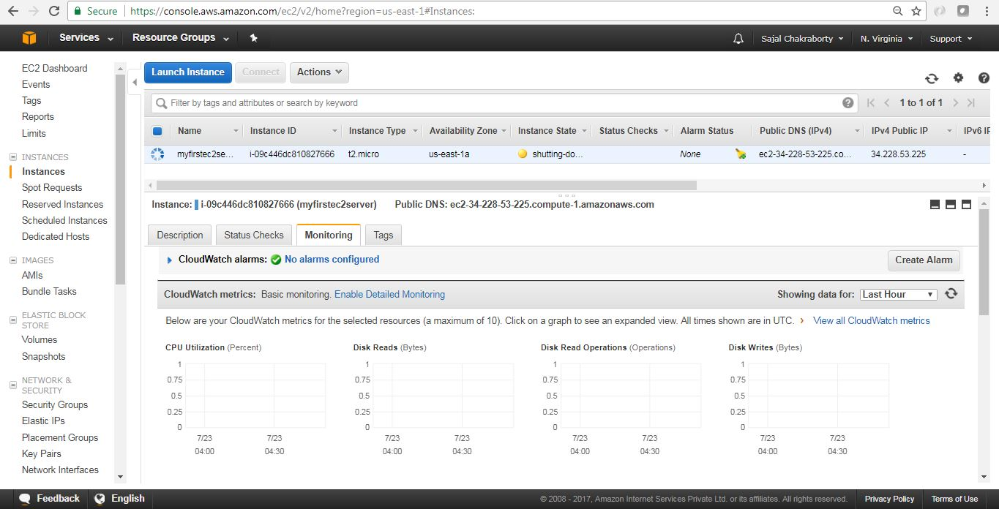 Secure https://console.aws.amazon.com/ec2/v2/home?region=us-east-1#Instances:
Services Resource Groups Sajal Chakraborty N. Virginia Support
EC2 Dashboard
Events
Tags
Reports
Limits
INSTANCES
Instances
Spot Requests
Reserved Instances
Scheduled Instances
Dedicated Hosts
IMAGES
AMIs
Bundle Tasks
ELASTIC BLOCK
STORE
Volumes
Snapshots
NETWORK &
SECURITY
Security Groups
Elastic IPs
Placement Groups
Key Pairs
Network Interfaces
Launch Instance Connect Actions
Filter by tags and attributes or search by keyword 1 to 1 of 1
Name Instance ID Instance Type Availability Zone Instance State Status Checks Alarm Status Public DNS (IPv4) IPv4 Public IP IPv6 IP
myfirstec2se... i-09c446dc810827666 t2.micro us-east-1a shutting-do... None ec2-34-228-53-225.co... 34.228.53.225 -
Instance: i-09c446dc810827666 (myfirstec2server) Public DNS: ec2-34-228-53-225.compute-1.amazonaws.com
Description Status Checks Monitoring Tags
CloudWatch alarms: No alarms configured Create Alarm
CloudWatch metrics: Basic monitoring. Enable Detailed Monitoring Showing data for: Last Hour
Below are your CloudWatch metrics for the selected resources (a maximum of 10). Click on a graph to see an expanded view. All times shown are in UTC. › View all CloudWatch metrics
CPU Utilization (Percent) Disk Reads (Bytes) Disk Read Operations (Operations) Disk Writes (Bytes)
1 1 1 1
0.75 0.75 0.75 0.75
0.5 0.5 0.5 0.5
0.25 0.25 0.25 0.25
0 0 0 0
7/23 7/23 7/23 7/23 7/23 7/23 7/23 7/23
04:00 04:30 04:00 04:30 04:00 04:30 04:00 04:30
Feedback English © 2008 - 2017, Amazon Internet Services Private Ltd. or its affiliates. All rights reserved. Privacy Policy Terms of Use